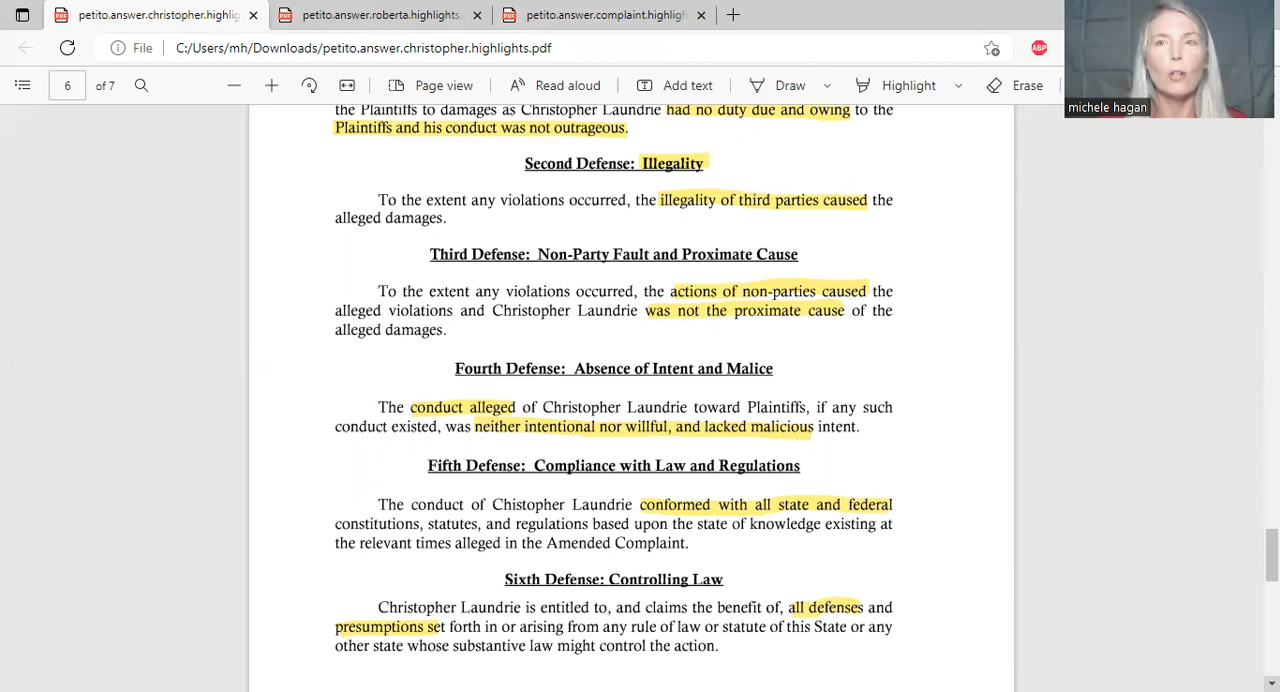 petito.answer.christopher.highlig
petito.answer.roberta.highlights.
petito.answer.complaint.highligh
File
C:/Users/mh/Downloads/petito.answer.christopher.highlights.pdf
ABP
6
of 7
Page view
Read aloud
Add text
Draw
Highlight
Erase
michele hagan
the Plaintiffs to damages as Christopher Laundrie had no duty due and owing to the
Plaintiffs and his conduct was not outrageous.
Second Defense: Illegality
To the extent any violations occurred, the illegality of third parties caused the
alleged damages.
Third Defense: Non-Party Fault and Proximate Cause
To the extent any violations occurred, the actions of non-parties caused the
alleged violations and Christopher Laundrie was not the proximate cause of the
alleged damages.
Fourth Defense: Absence of Intent and Malice
The conduct alleged of Christopher Laundrie toward Plaintiffs, if any such
conduct existed, was neither intentional nor willful, and lacked malicious intent.
Fifth Defense: Compliance with Law and Regulations
The conduct of Chistopher Laundrie conformed with all state and federal
constitutions, statutes, and regulations based upon the state of knowledge existing at
the relevant times alleged in the Amended Complaint.
Sixth Defense: Controlling Law
Christopher Laundrie is entitled to, and claims the benefit of, all defenses and
presumptions set forth in or arising from any rule of law or statute of this State or any
other state whose substantive law might control the action.